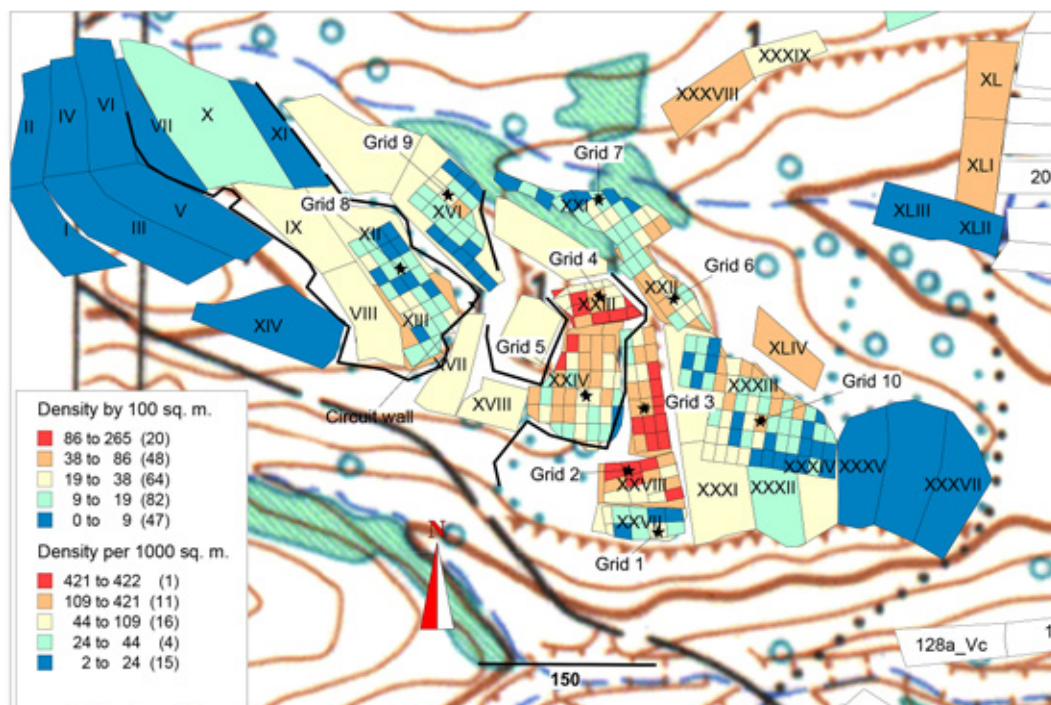 1
XXXIX
XXXVIII
XL
XLI
20
XLIII
XLII
II
IV
VI
VII
X
XI
Grid 9
Grid 7
I
III
V
IX
Grid 8
XII
XVI
XXI
Grid 4
Grid 6
1
XXII
XXIII
XIV
VIII
XIII
XVII
Grid 5
XXIV
XVIII
Circuit wall
Grid 3
XXXIII
XLIV
Grid 10
Grid 2
XXVIII
XXXI
XXXII
XXXIV
XXXV
XXXVII
XXVII
Grid 1
Density by 100 sq. m.
86 to 265 (20)
38 to 86 (48)
19 to 38 (64)
9 to 19 (82)
0 to 9 (47)
Density per 1000 sq. m.
421 to 422 (1)
109 to 421 (11)
44 to 109 (16)
24 to 44 (4)
2 to 24 (15)
N
150
128a_Vc
1